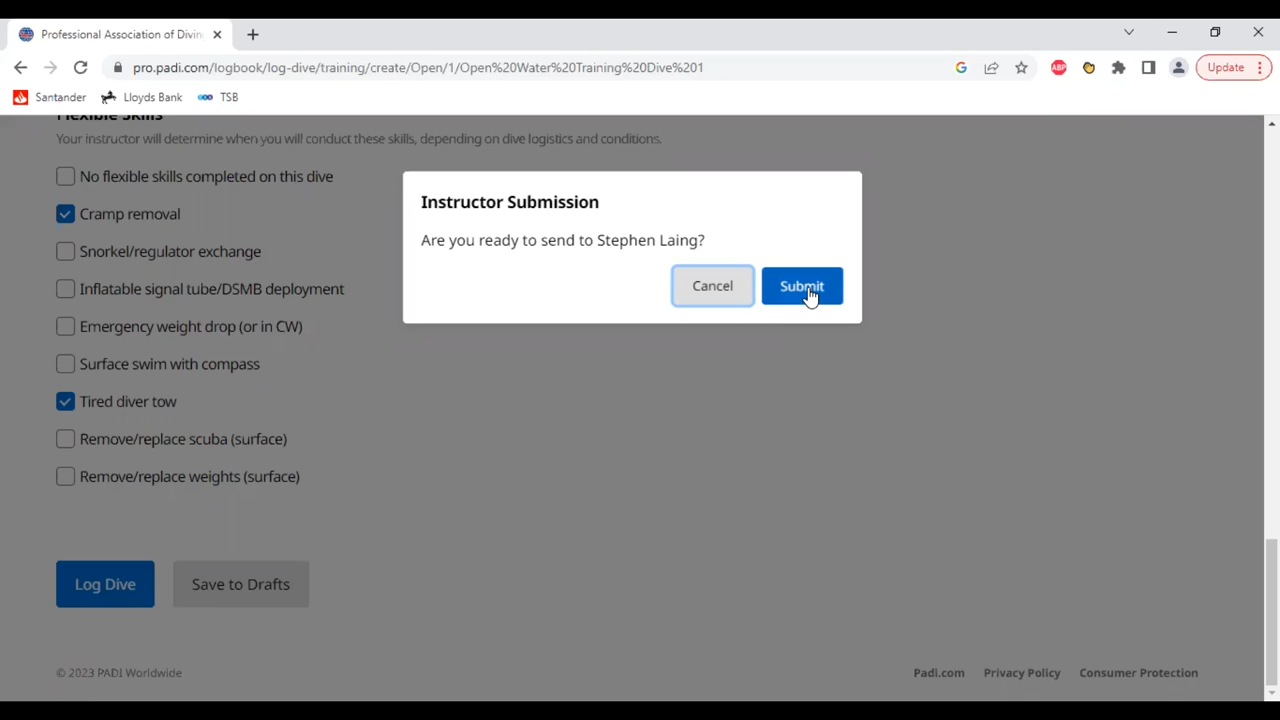 Professional Association of Divin
pro.padi.com/logbook/log-dive/training/create/Open/1/Open%20Water%20Training%20Dive%201
ABP
Update
Santander
Lloyds Bank
TSB
Flexible Skills
Your instructor will determine when you will conduct these skills, depending on dive logistics and conditions.
No flexible skills completed on this dive
Cramp removal
Snorkel/regulator exchange
Inflatable signal tube/DSMB deployment
Emergency weight drop (or in CW)
Surface swim with compass
Tired diver tow
Remove/replace scuba (surface)
Remove/replace weights (surface)
Instructor Submission
Are you ready to send to Stephen Laing?
Cancel
Submit
Log Dive
Save to Drafts
© 2023 PADI Worldwide
Padi.com
Privacy Policy
Consumer Protection